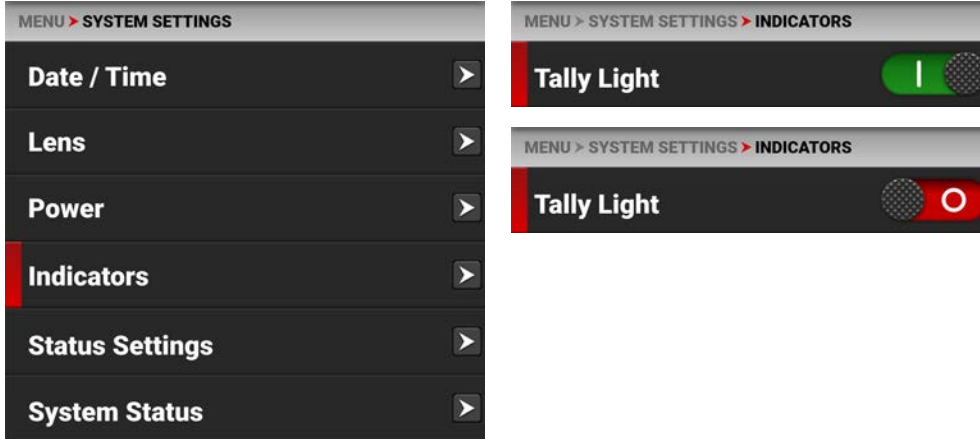 MENU > SYSTEM SETTINGS
Date / Time
Lens
Power
Indicators
Status Settings
System Status
MENU > SYSTEM SETTINGS > INDICATORS
Tally Light
MENU > SYSTEM SETTINGS > INDICATORS
Tally Light